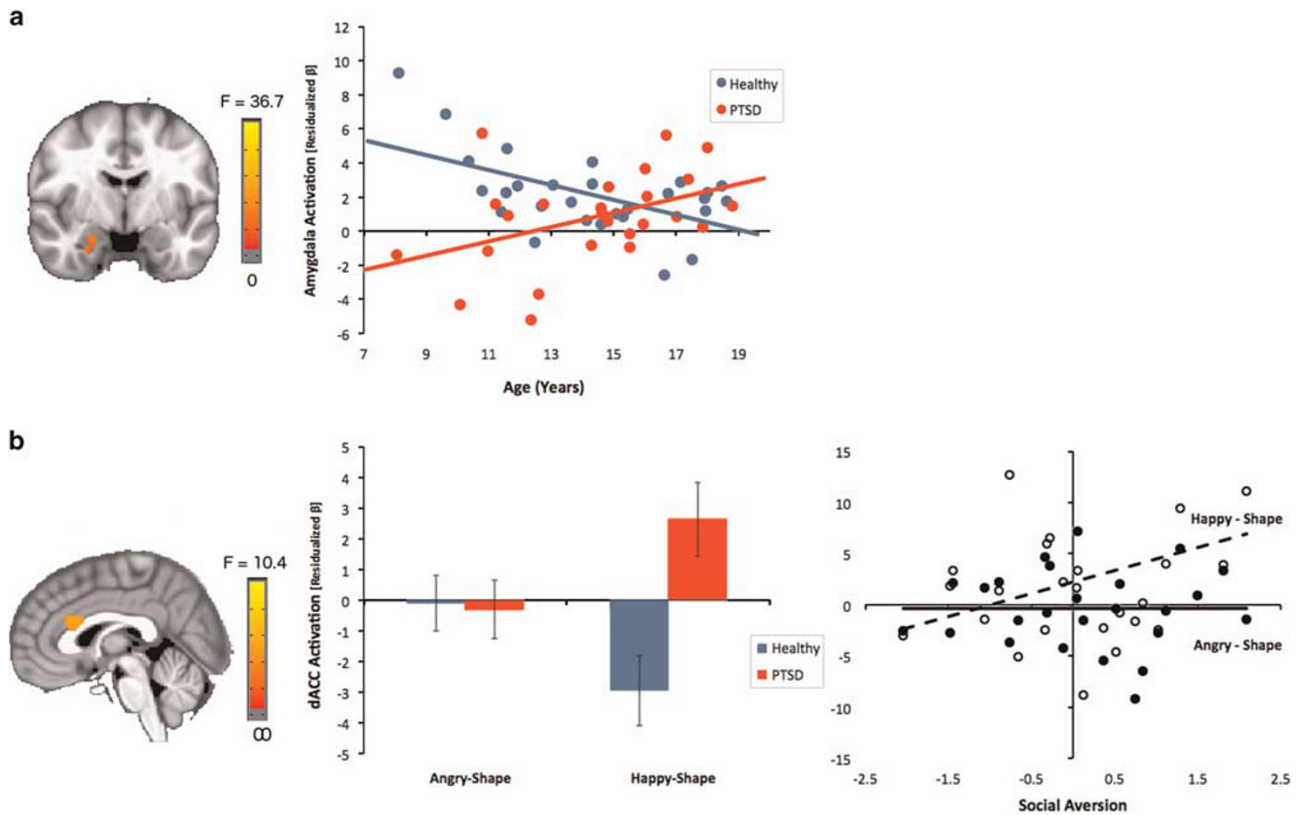 a
F = 36.7
0
Amygdala Activation [Residualized β]
12
10
8
6
4
2
0
-2
-4
-6
7 9 11 13 15 17 19
Age (Years)
Healthy
PTSD
b
F = 10.4
dACC Activation [Residualized β]
5
4
3
2
1
0
-1
-2
-3
-4
-5
Angry-Shape Happy-Shape
Healthy
PTSD
15
10
5
0
-5
-10
-15
Happy - Shape
Angry - Shape
-2.5 -1.5 -0.5 0.5 1.5 2.5
Social Aversion